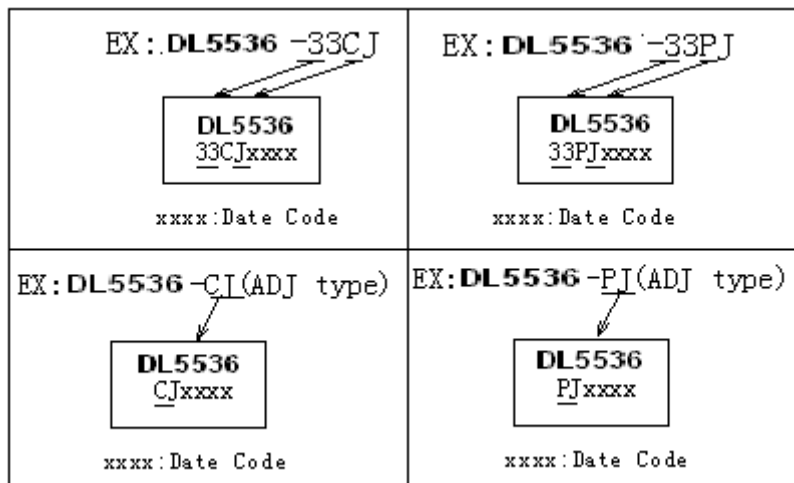 EX:.DL5536 -33CJ
DL5536
33CJxxxx
xxxx:Date Code
EX:DL5536 -33PJ
DL5536
33PJxxxx
xxxx:Date Code
EX:DL5536-CJ(ADJ type)
DL5536
CJxxxx
xxxx:Date Code
EX:DL5536-PJ(ADJ type)
DL5536
PJxxxx
xxxx:Date Code